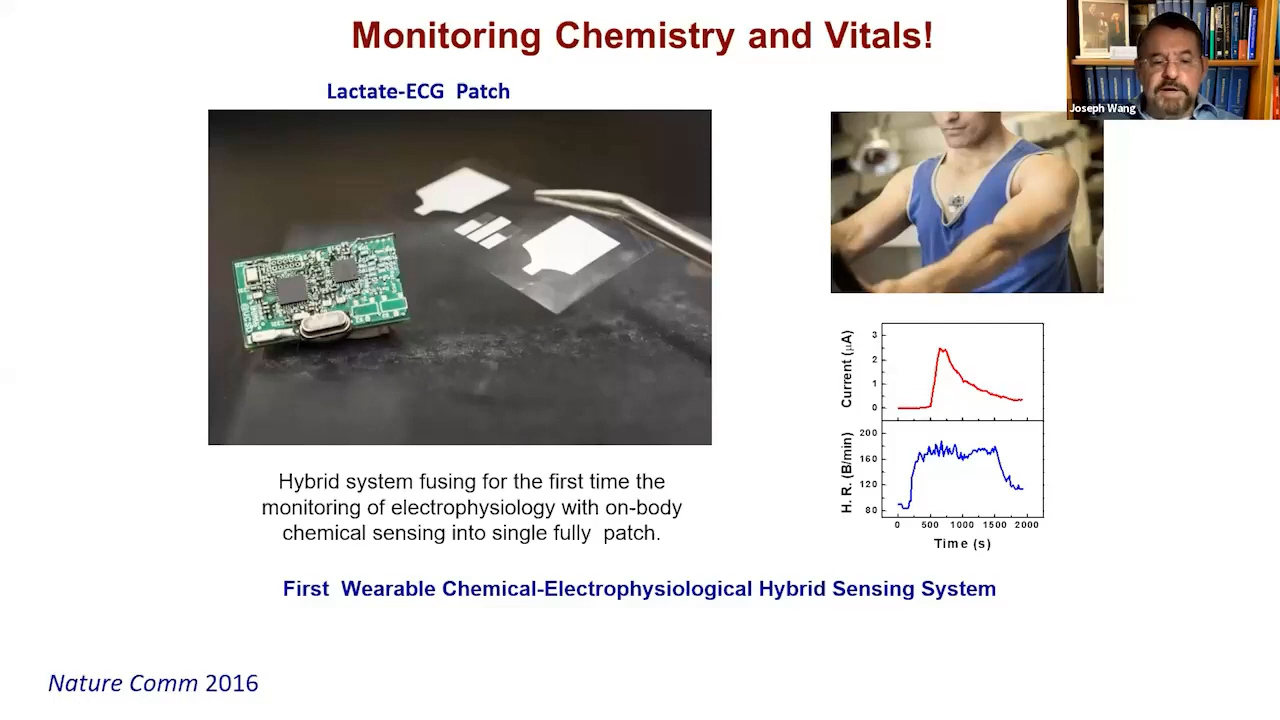 Monitoring Chemistry and Vitals!
Joseph Wang
Lactate-ECG Patch
Current (µA)
3
2
1
0
H. R. (B/min)
200
160
120
80
0 500 1000 1500 2000
Time (s)
Hybrid system fusing for the first time the
monitoring of electrophysiology with on-body
chemical sensing into single fully patch.
First Wearable Chemical-Electrophysiological Hybrid Sensing System
Nature Comm 2016